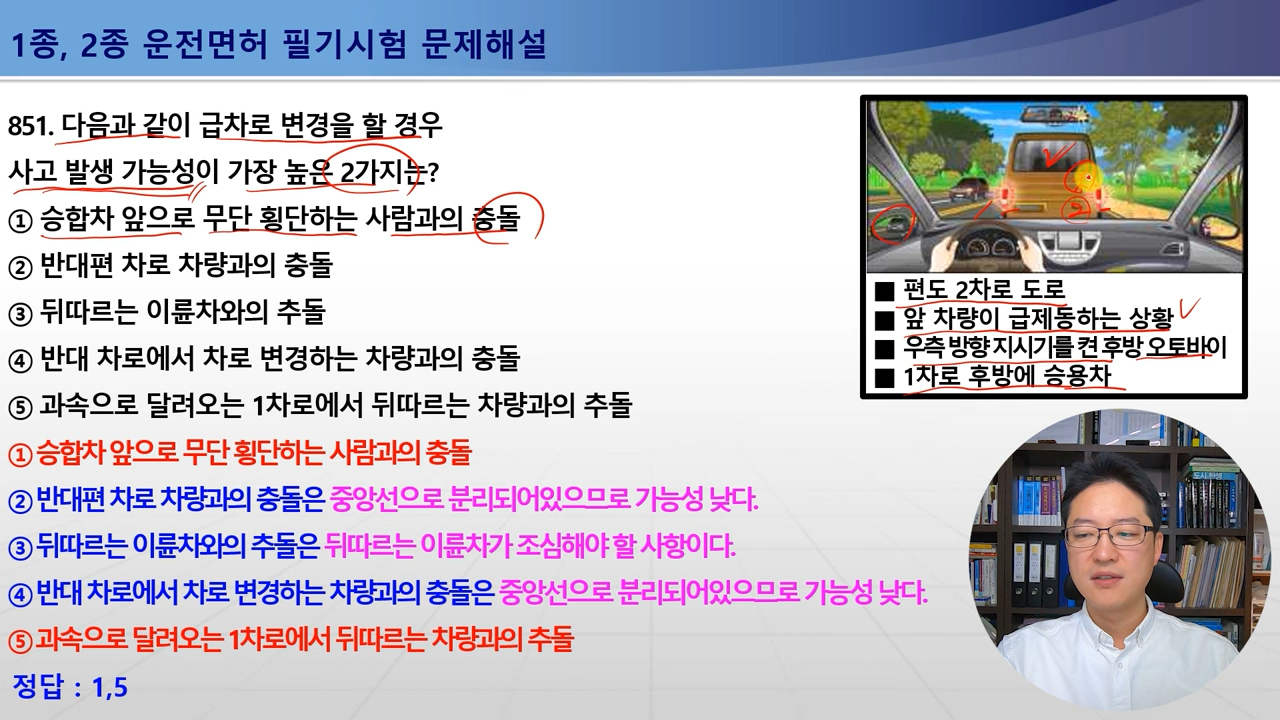 1종, 2종 운전면허 필기시험 문제해설
851. 다음과 같이 급차로 변경을 할 경우
사고 발생 가능성이 가장 높은 2가지는?
① 승합차 앞으로 무단 횡단하는 사람과의 충돌
② 반대편 차로 차량과의 충돌
③ 뒤따르는 이륜차와의 추돌
④ 반대 차로에서 차로 변경하는 차량과의 충돌
⑤ 과속으로 달려오는 1차로에서 뒤따르는 차량과의 추돌
① 승합차 앞으로 무단 횡단하는 사람과의 충돌
② 반대편 차로 차량과의 충돌은 중앙선으로 분리되어있으므로 가능성 낮다.
③ 뒤따르는 이륜차와의 추돌은 뒤따르는 이륜차가 조심해야 할 사항이다.
④ 반대 차로에서 차로 변경하는 차량과의 충돌은 중앙선으로 분리되어있으므로 가능성 낮다.
⑤ 과속으로 달려오는 1차로에서 뒤따르는 차량과의 추돌
정답 : 1,5
■ 편도 2차로 도로
■ 앞 차량이 급제동하는 상황
■ 우측 방향 지시기를 켠 후방 오토바이
■ 1차로 후방에 승용차